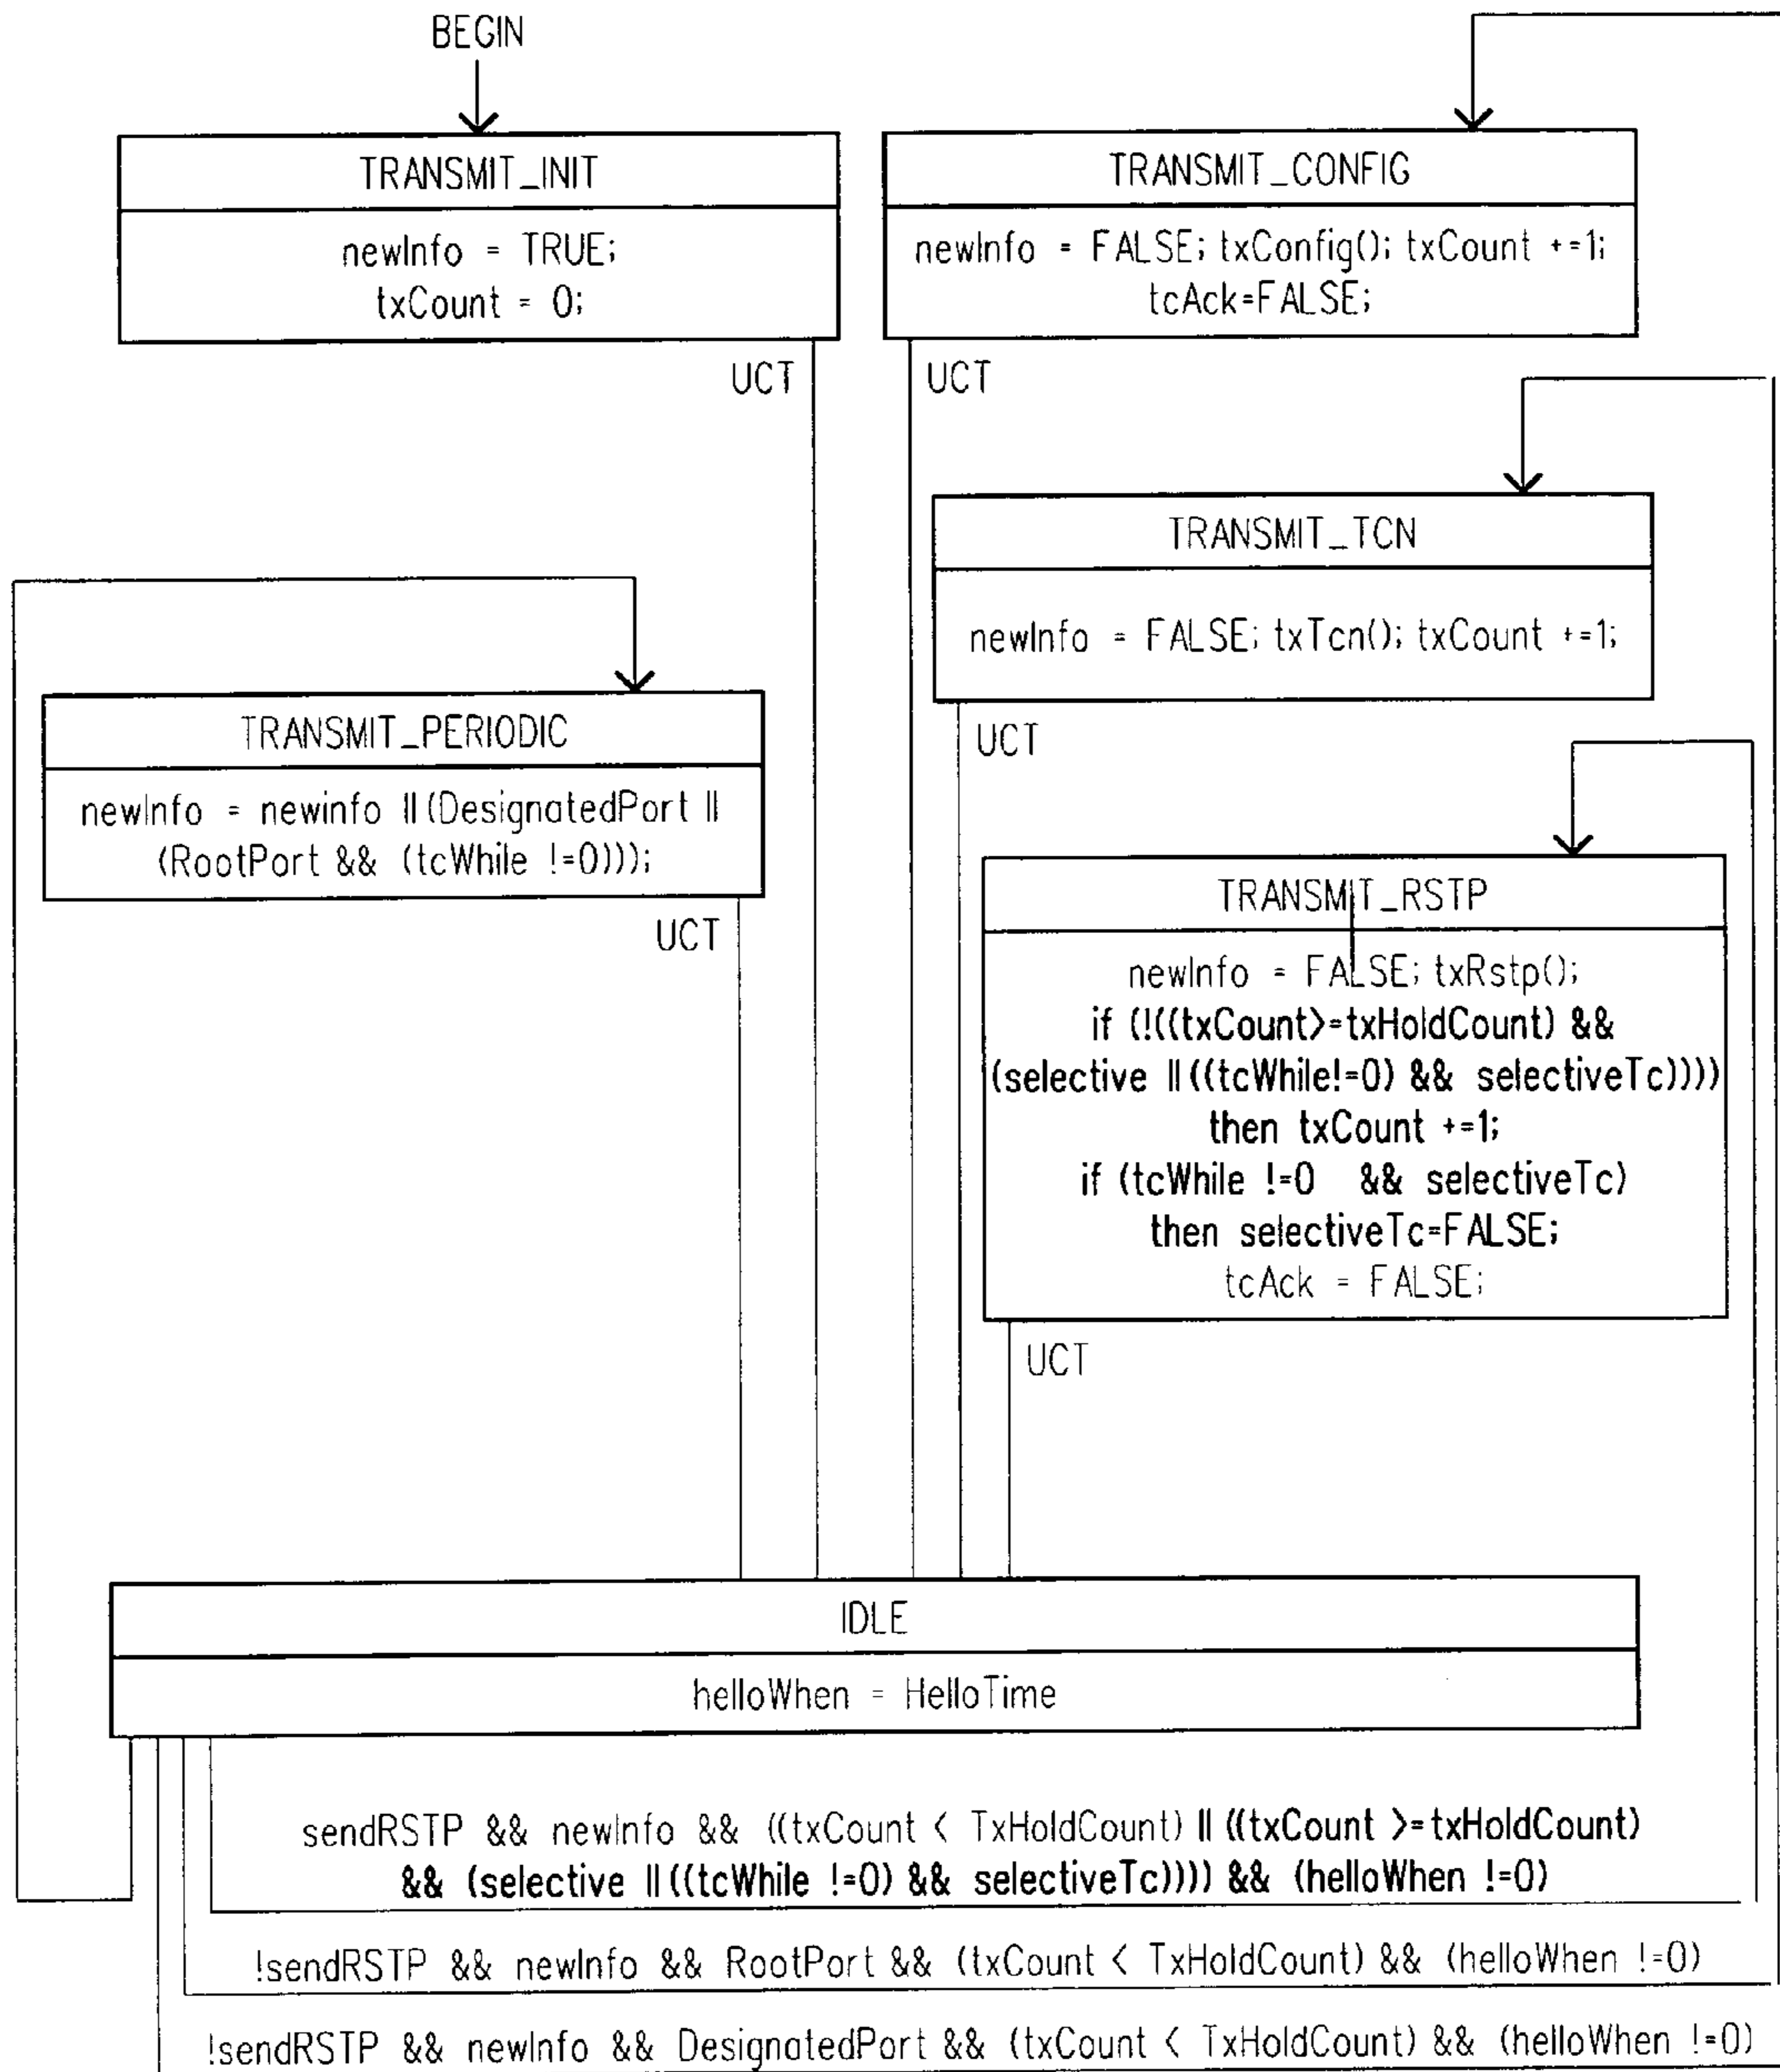 BEGIN
TRANSMIT_INIT
newInfo = TRUE;
txCount = 0;
UCT
TRANSMIT_CONFIG
newInfo = FALSE; txConfig(); txCount +=1;
tcAck=FALSE;
UCT
TRANSMIT_TCN
newInfo = FALSE; txTcn(); txCount +=1;
UCT
TRANSMIT_PERIODIC
newInfo = newinfo || (DesignatedPort ||
(RootPort && (tcWhile !=0)));
UCT
TRANSMIT_RSTP
newInfo = FALSE; txRstp();
if (!((txCount>=txHoldCount) &&
(selective || ((tcWhile!=0) && selectiveTc))))
then txCount +=1;
if (tcWhile !=0 && selectiveTc)
then selectiveTc=FALSE;
tcAck = FALSE;
UCT
IDLE
helloWhen = HelloTime
sendRSTP && newInfo && ((txCount < TxHoldCount) || ((txCount >=txHoldCount)
&& (selective || ((tcWhile !=0) && selectiveTc)))) && (helloWhen !=0)
!sendRSTP && newInfo && RootPort && (txCount < TxHoldCount) && (helloWhen !=0)
!sendRSTP && newInfo && DesignatedPort && (txCount < TxHoldCount) && (helloWhen !=0)